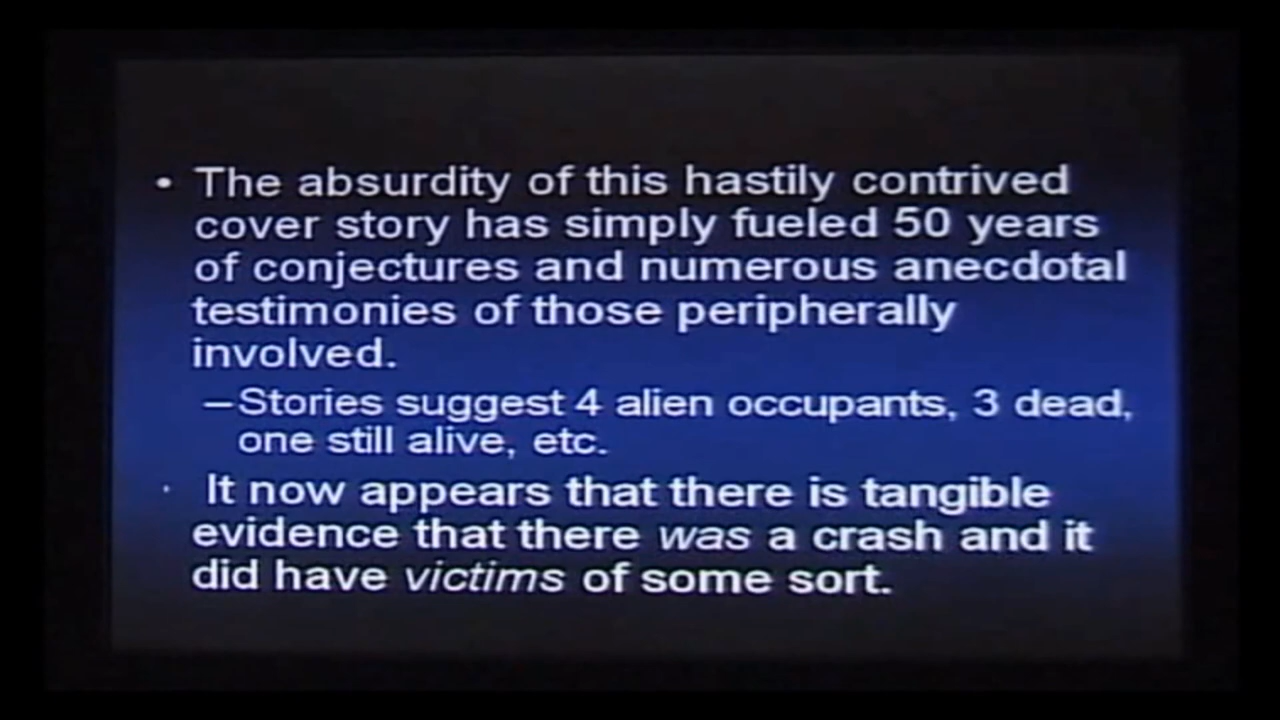 • The absurdity of this hastily contrived
cover story has simply fueled 50 years
of conjectures and numerous anecdotal
testimonies of those peripherally
involved.
–Stories suggest 4 alien occupants, 3 dead,
one still alive, etc.
· It now appears that there is tangible
evidence that there was a crash and it
did have victims of some sort.